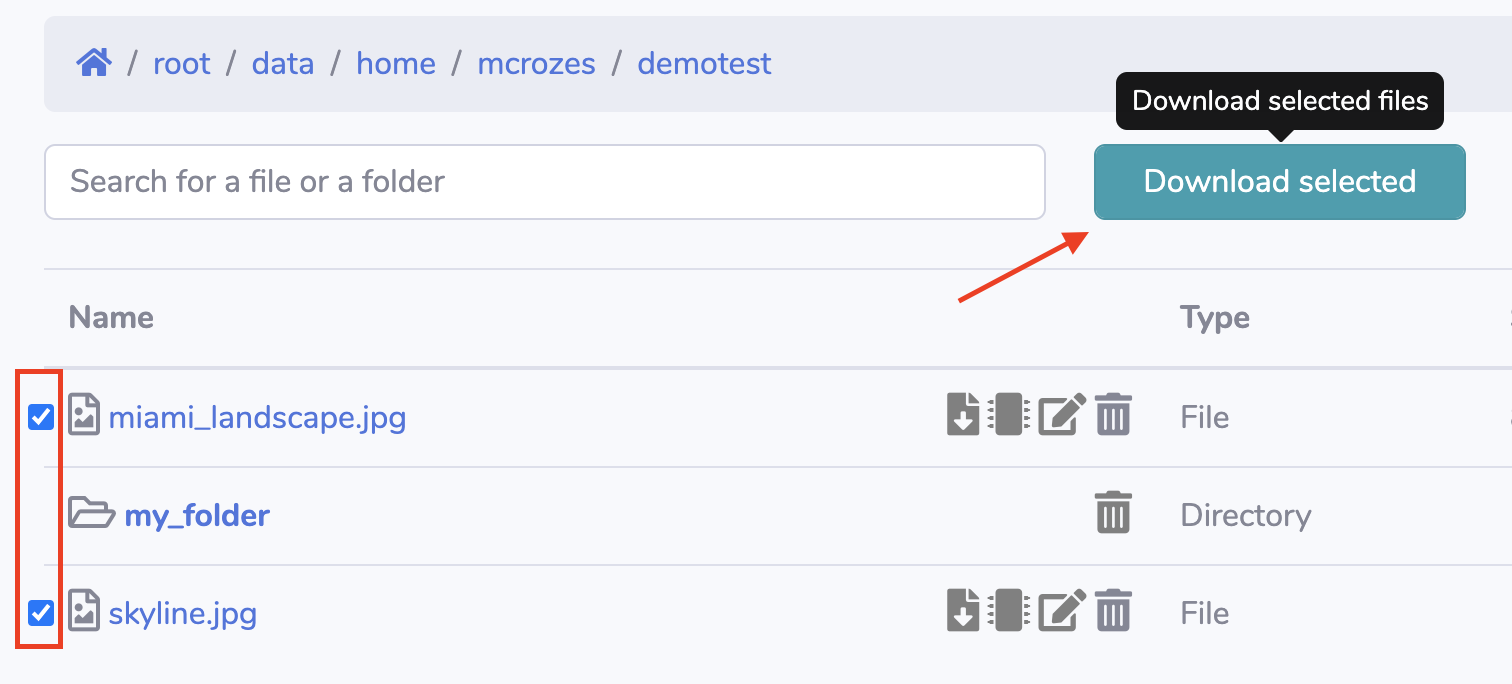 / root / data / home / mcrozes / demotest
Download selected files
Search for a file or a folder
Download selected
Name Type
miami_landscape.jpg File
my_folder Directory
skyline.jpg File